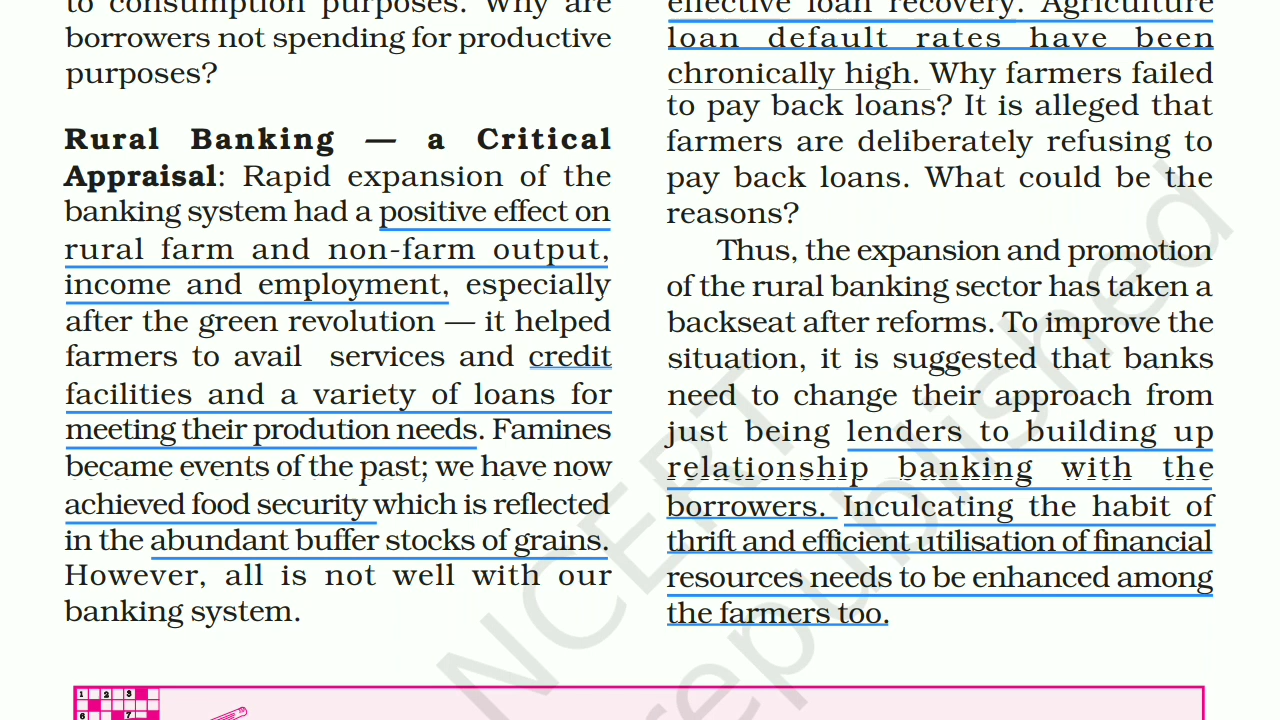 to consumption purposes. Why are
borrowers not spending for productive
purposes?
Rural Banking — a Critical
Appraisal: Rapid expansion of the
banking system had a positive effect on
rural farm and non-farm output,
income and employment, especially
after the green revolution — it helped
farmers to avail services and credit
facilities and a variety of loans for
meeting their prodution needs. Famines
became events of the past; we have now
achieved food security which is reflected
in the abundant buffer stocks of grains.
However, all is not well with our
banking system.
effective loan recovery. Agriculture
loan default rates have been
chronically high. Why farmers failed
to pay back loans? It is alleged that
farmers are deliberately refusing to
pay back loans. What could be the
reasons?
Thus, the expansion and promotion
of the rural banking sector has taken a
backseat after reforms. To improve the
situation, it is suggested that banks
need to change their approach from
just being lenders to building up
relationship banking with the
borrowers. Inculcating the habit of
thrift and efficient utilisation of financial
resources needs to be enhanced among
the farmers too.
NCERT
republished
1 2 3
6 7